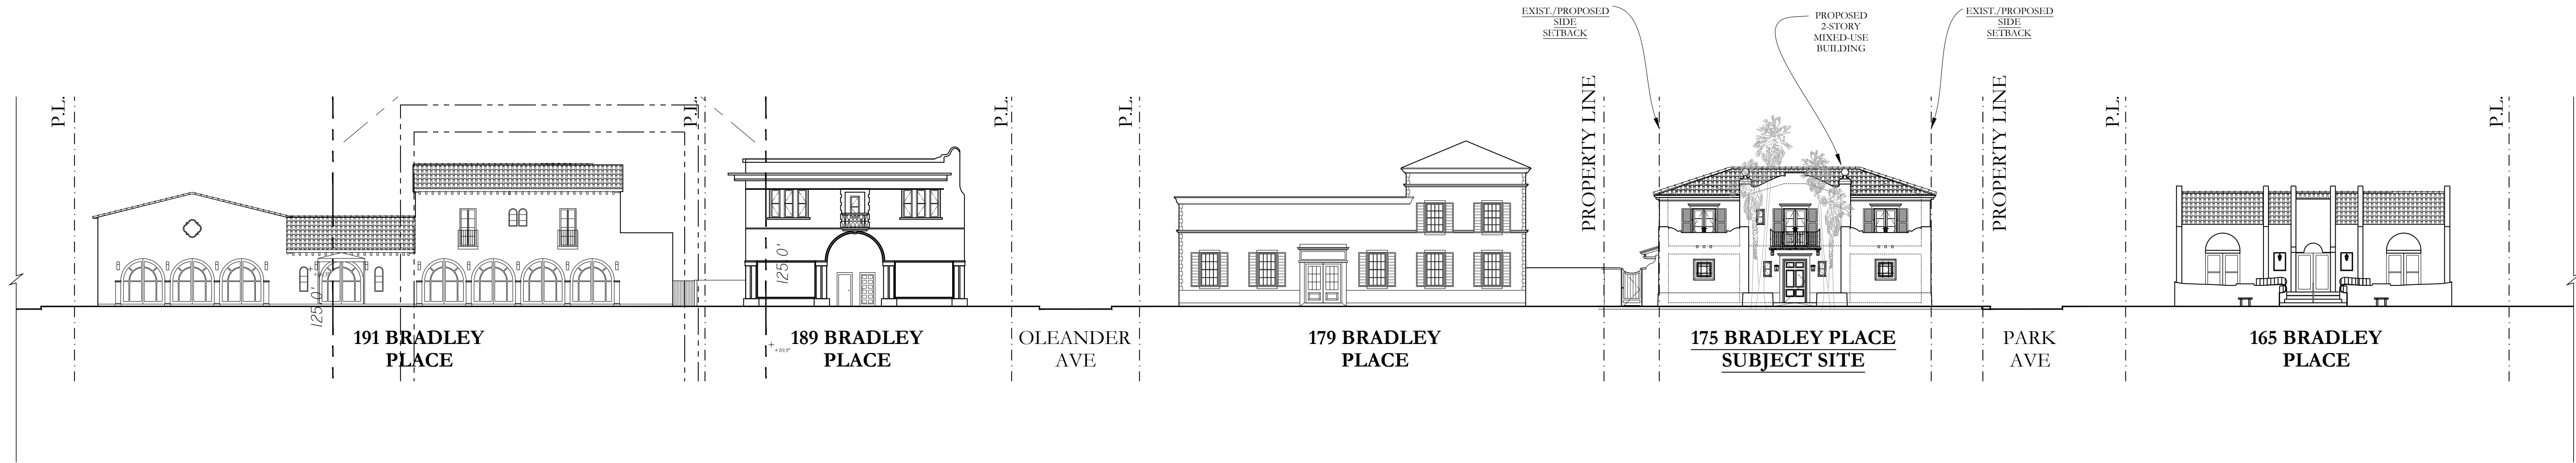 EXIST./PROPOSED
SIDE
SETBACK
PROPOSED
2-STORY
MIXED-USE
BUILDING
EXIST./PROPOSED
SIDE
SETBACK
P.L.
P.L.
P.L.
P.L.
PROPERTY LINE
PROPERTY LINE
P.L.
P.L.
125.0'
125.0'
+10.9'
191 BRADLEY
PLACE
189 BRADLEY
PLACE
OLEANDER
AVE
179 BRADLEY
PLACE
175 BRADLEY PLACE
SUBJECT SITE
PARK
AVE
165 BRADLEY
PLACE